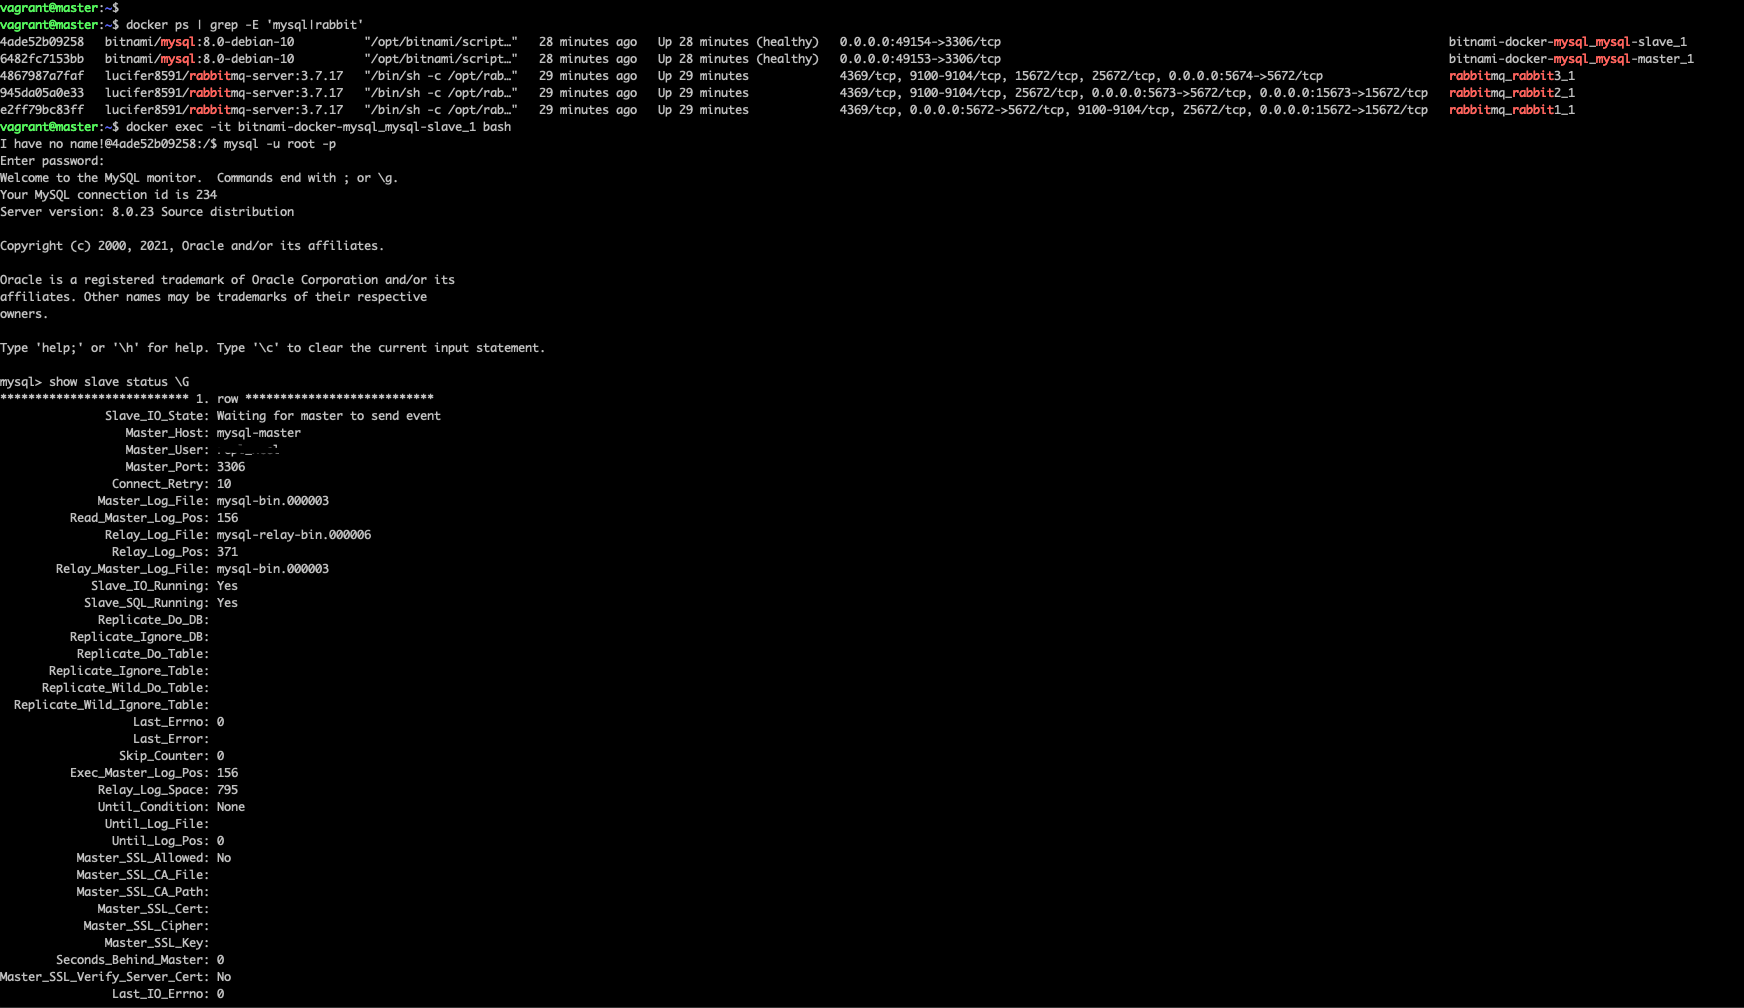 vagrant@master:~$
vagrant@master:~$ docker ps | grep -E 'mysql|rabbit'
4ade52b09258   bitnami/mysql:8.0-debian-10          "/opt/bitnami/script…"   28 minutes ago   Up 28 minutes (healthy)   0.0.0.0:49154->3306/tcp                                                                bitnami-docker-mysql_mysql-slave_1
6482fc7153bb   bitnami/mysql:8.0-debian-10          "/opt/bitnami/script…"   28 minutes ago   Up 28 minutes (healthy)   0.0.0.0:49153->3306/tcp                                                                bitnami-docker-mysql_mysql-master_1
4867987a7faf   lucifer8591/rabbitmq-server:3.7.17   "/bin/sh -c /opt/rab…"   29 minutes ago   Up 29 minutes             4369/tcp, 9100-9104/tcp, 15672/tcp, 25672/tcp, 0.0.0.0:5674->5672/tcp                  rabbitmq_rabbit3_1
945da05a0e33   lucifer8591/rabbitmq-server:3.7.17   "/bin/sh -c /opt/rab…"   29 minutes ago   Up 29 minutes             4369/tcp, 9100-9104/tcp, 25672/tcp, 0.0.0.0:5673->5672/tcp, 0.0.0.0:15673->15672/tcp   rabbitmq_rabbit2_1
e2ff79bc83ff   lucifer8591/rabbitmq-server:3.7.17   "/bin/sh -c /opt/rab…"   29 minutes ago   Up 29 minutes             4369/tcp, 0.0.0.0:5672->5672/tcp, 9100-9104/tcp, 25672/tcp, 0.0.0.0:15672->15672/tcp   rabbitmq_rabbit1_1
vagrant@master:~$ docker exec -it bitnami-docker-mysql_mysql-slave_1 bash
I have no name!@4ade52b09258:/$ mysql -u root -p
Enter password:
Welcome to the MySQL monitor.  Commands end with ; or \g.
Your MySQL connection id is 234
Server version: 8.0.23 Source distribution
Copyright (c) 2000, 2021, Oracle and/or its affiliates.
Oracle is a registered trademark of Oracle Corporation and/or its
affiliates. Other names may be trademarks of their respective
owners.
Type 'help;' or '\h' for help. Type '\c' to clear the current input statement.
mysql> show slave status \G
*************************** 1. row ***************************
Slave_IO_State: Waiting for master to send event
Master_Host: mysql-master
Master_User:
Master_Port: 3306
Connect_Retry: 10
Master_Log_File: mysql-bin.000003
Read_Master_Log_Pos: 156
Relay_Log_File: mysql-relay-bin.000006
Relay_Log_Pos: 371
Relay_Master_Log_File: mysql-bin.000003
Slave_IO_Running: Yes
Slave_SQL_Running: Yes
Replicate_Do_DB:
Replicate_Ignore_DB:
Replicate_Do_Table:
Replicate_Ignore_Table:
Replicate_Wild_Do_Table:
Replicate_Wild_Ignore_Table:
Last_Errno: 0
Last_Error:
Skip_Counter: 0
Exec_Master_Log_Pos: 156
Relay_Log_Space: 795
Until_Condition: None
Until_Log_File:
Until_Log_Pos: 0
Master_SSL_Allowed: No
Master_SSL_CA_File:
Master_SSL_CA_Path:
Master_SSL_Cert:
Master_SSL_Cipher:
Master_SSL_Key:
Seconds_Behind_Master: 0
Master_SSL_Verify_Server_Cert: No
Last_IO_Errno: 0